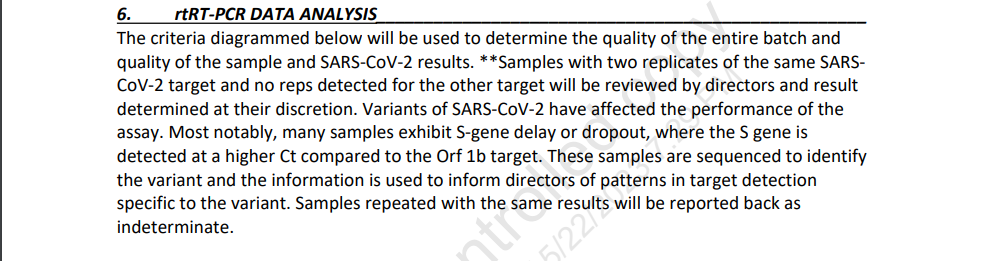 6. rtRT-PCR DATA ANALYSIS
The criteria diagrammed below will be used to determine the quality of the entire batch and
quality of the sample and SARS-CoV-2 results. **Samples with two replicates of the same SARS-
CoV-2 target and no reps detected for the other target will be reviewed by directors and result
determined at their discretion. Variants of SARS-CoV-2 have affected the performance of the
assay. Most notably, many samples exhibit S-gene delay or dropout, where the S gene is
detected at a higher Ct compared to the Orf 1b target. These samples are sequenced to identify
the variant and the information is used to inform directors of patterns in target detection
specific to the variant. Samples repeated with the same results will be reported back as
indeterminate.